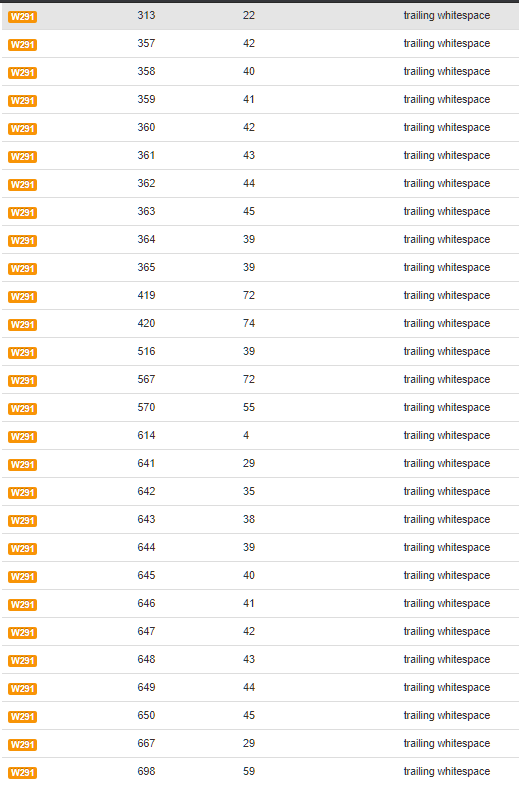 W291 313 22 trailing whitespace
W291 357 42 trailing whitespace
W291 358 40 trailing whitespace
W291 359 41 trailing whitespace
W291 360 42 trailing whitespace
W291 361 43 trailing whitespace
W291 362 44 trailing whitespace
W291 363 45 trailing whitespace
W291 364 39 trailing whitespace
W291 365 39 trailing whitespace
W291 419 72 trailing whitespace
W291 420 74 trailing whitespace
W291 516 39 trailing whitespace
W291 567 72 trailing whitespace
W291 570 55 trailing whitespace
W291 614 4 trailing whitespace
W291 641 29 trailing whitespace
W291 642 35 trailing whitespace
W291 643 38 trailing whitespace
W291 644 39 trailing whitespace
W291 645 40 trailing whitespace
W291 646 41 trailing whitespace
W291 647 42 trailing whitespace
W291 648 43 trailing whitespace
W291 649 44 trailing whitespace
W291 650 45 trailing whitespace
W291 667 29 trailing whitespace
W291 698 59 trailing whitespace